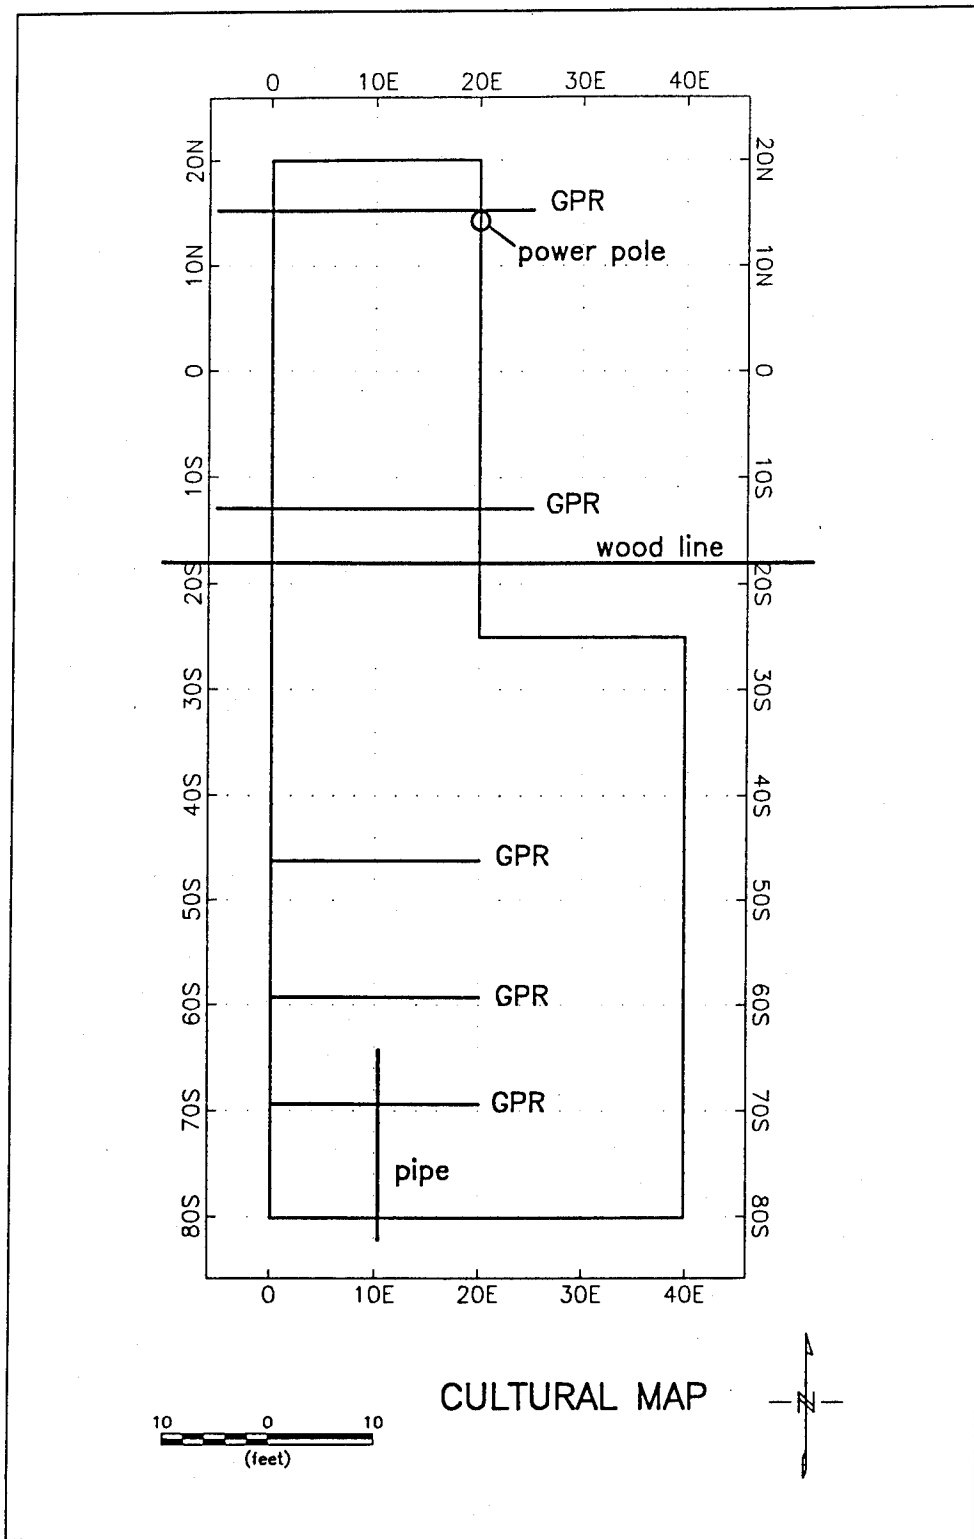 0 10E 20E 30E 40E
20N 20N
GPR
power pole
10N 10N
0 0
10S 10S
GPR
wood line
20S 20S
30S 30S
40S 40S
GPR
50S 50S
GPR
60S 60S
GPR
70S 70S
pipe
80S 80S
0 10E 20E 30E 40E
CULTURAL MAP
N
10 0 10
(feet)